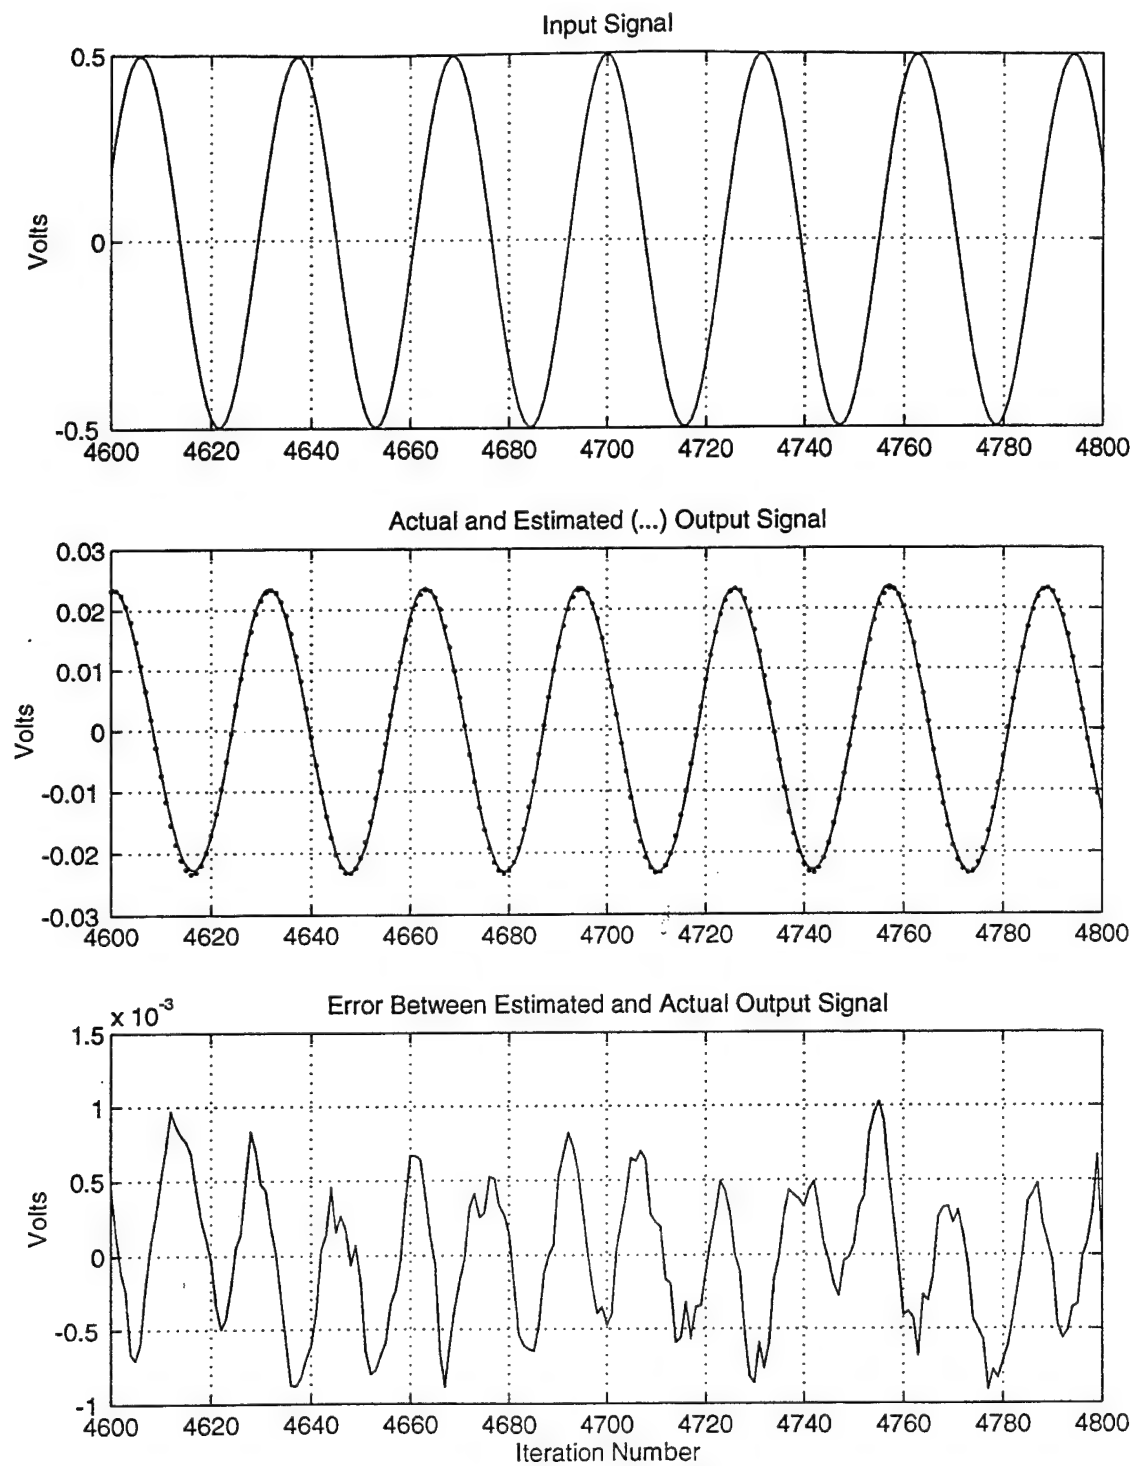 Input Signal
0.5
0
-0.5
Volts
4600 4620 4640 4660 4680 4700 4720 4740 4760 4780 4800
Actual and Estimated (...) Output Signal
0.03
0.02
0.01
0
-0.01
-0.02
-0.03
Volts
4600 4620 4640 4660 4680 4700 4720 4740 4760 4780 4800
Error Between Estimated and Actual Output Signal
x 10-3
1.5
1
0.5
0
-0.5
-1
Volts
4600 4620 4640 4660 4680 4700 4720 4740 4760 4780 4800
Iteration Number